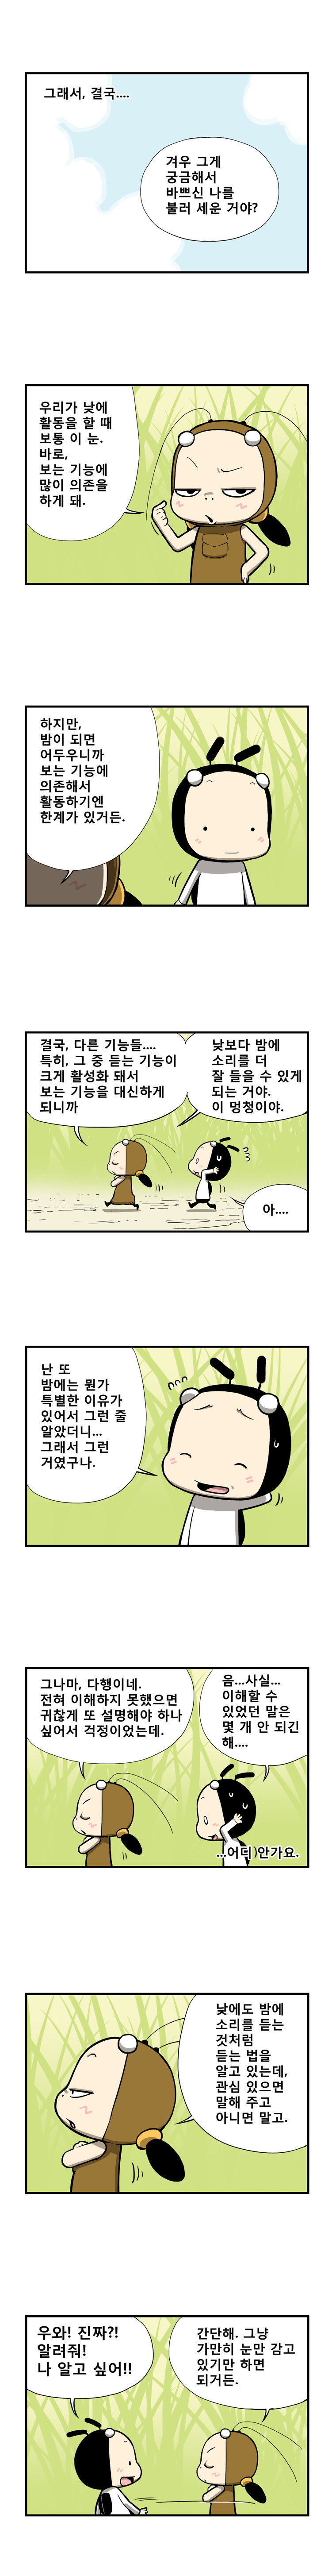 그래서, 결국....
겨우 그게
궁금해서
바쁘신 나를
불러 세운 거야?
우리가 낮에
활동을 할 때
보통 이 눈.
바로,
보는 기능에
많이 의존을
하게 돼.
하지만,
밤이 되면
어두우니까
보는 기능에
의존해서
활동하기엔
한계가 있거든.
결국, 다른 기능들....
특히, 그 중 듣는 기능이
크게 활성화 돼서
보는 기능을 대신하게
되니까
낮보다 밤에
소리를 더
잘 들을 수 있게
되는 거야.
이 멍청이야.
아....
난 또
밤에는 뭔가
특별한 이유가
있어서 그런 줄
알았더니...
그래서 그런
거였구나.
그나마, 다행이네.
전혀 이해하지 못했으면
귀찮게 또 설명해야 하나
싶어서 걱정이었는데.
음...사실...
이해할 수
있었던 말은
몇 개 안 되긴
해....
...어디 안가요.
낮에도 밤에
소리를 듣는
것처럼
듣는 법을
알고 있는데,
관심 있으면
말해 주고
아니면 말고.
우와! 진짜?!
알려줘!
나 알고 싶어!!
간단해. 그냥
가만히 눈만 감고
있기만 하면
되거든.